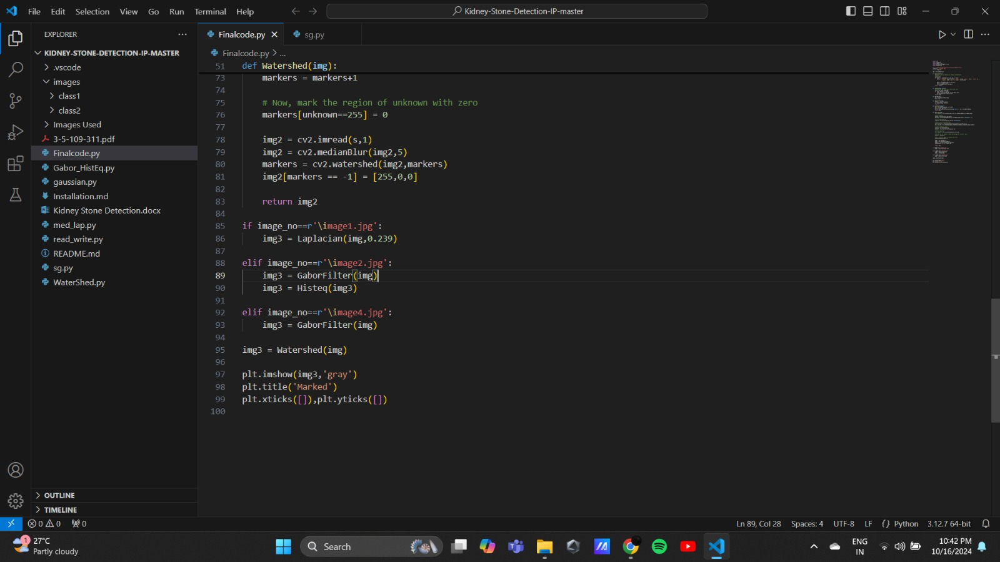 File Edit Selection View Go Run Terminal Help
Kidney-Stone-Detection-IP-master
EXPLORER
KIDNEY-STONE-DETECTION-IP-MASTER
.vscode
images
class1
class2
Images Used
3-5-109-311.pdf
Finalcode.py
Gabor_HistEq.py
gaussian.py
Installation.md
Kidney Stone Detection.docx
med_lap.py
read_write.py
README.md
sg.py
WaterShed.py
OUTLINE
TIMELINE
Finalcode.py
sg.py
Finalcode.py > ...
51 def Watershed(img):
73 markers = markers+1
74
75 # Now, mark the region of unknown with zero
76 markers[unknown==255] = 0
77
78 img2 = cv2.imread(s,1)
79 img2 = cv2.medianBlur(img2,5)
80 markers = cv2.watershed(img2,markers)
81 img2[markers == -1] = [255,0,0]
82
83 return img2
84
85 if image_no==r'\image1.jpg':
86 img3 = Laplacian(img,0.239)
87
88 elif image_no==r'\image2.jpg':
89 img3 = GaborFilter(img)
90 img3 = Histeq(img3)
91
92 elif image_no==r'\image4.jpg':
93 img3 = GaborFilter(img)
94
95 img3 = Watershed(img)
96
97 plt.imshow(img3,'gray')
98 plt.title('Marked')
99 plt.xticks([]),plt.yticks([])
100
0 0 0
Ln 89, Col 28 Spaces: 4 UTF-8 LF {} Python 3.12.7 64-bit
1
27°C
Partly cloudy
Search
ENG
IN
10:42 PM
10/16/2024